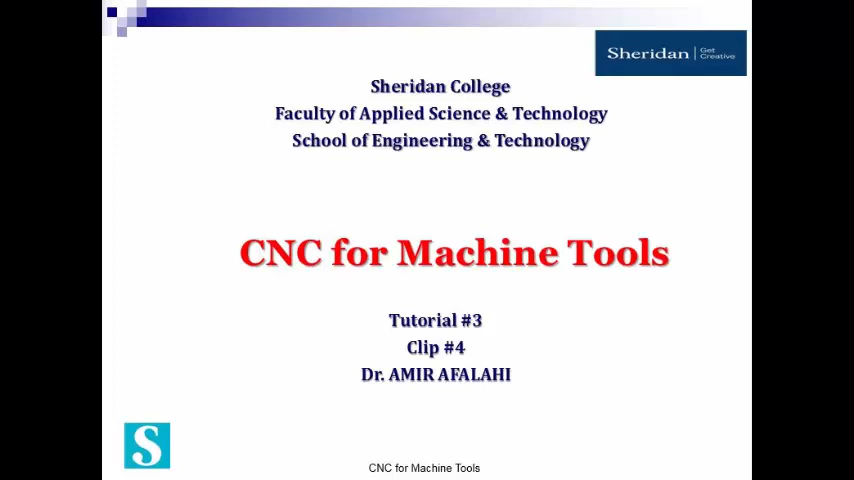 Sheridan | Get Creative
Sheridan College
Faculty of Applied Science & Technology
School of Engineering & Technology
CNC for Machine Tools
Tutorial #3
Clip #4
Dr. AMIR AFALAHI
S
CNC for Machine Tools